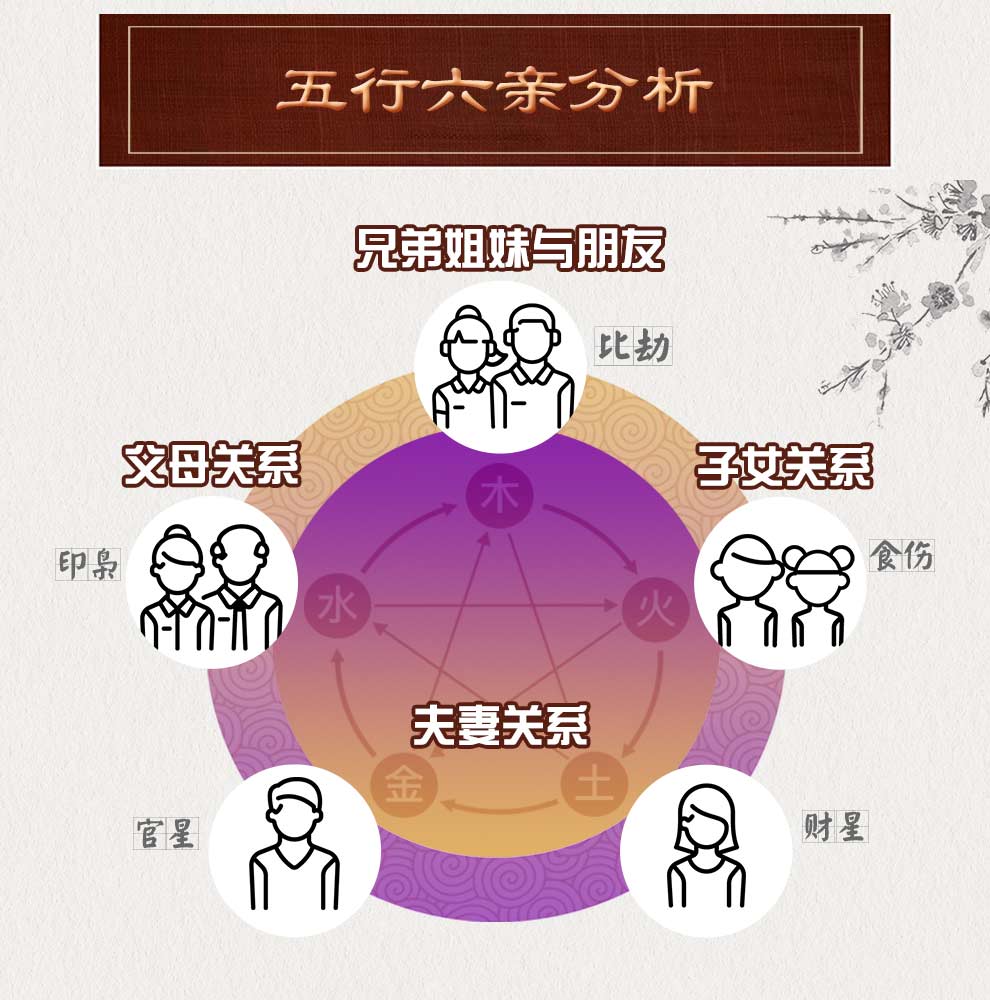 五行六亲分析
兄弟姐妹与朋友
比劫
父母关系
子女关系
印枭
食伤
木
水
火
夫妻关系
金
土
官星
财星